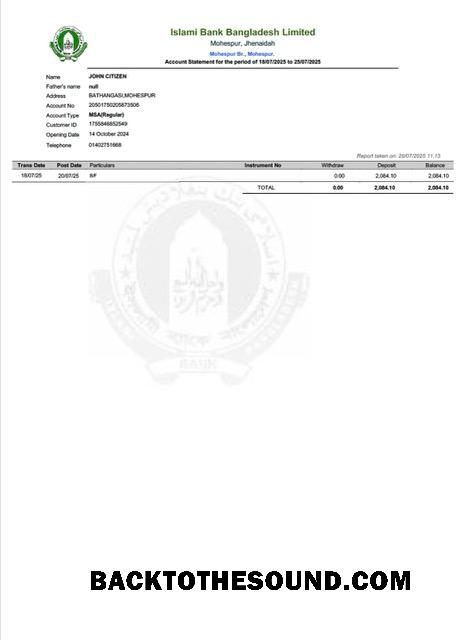 Islami Bank Bangladesh Limited
Mohespur, Jhenaidah
Mohespur Br., Mohespur.
Account Statement for the period of 18/07/2025 to 25/07/2025
Name JOHN CITIZEN
Father's name null
Address BATHANGASI,MOHESPUR
Account No 20501750205873506
Account Type MSA(Regular)
Customer ID 1755846852549
Opening Date 14 October 2024
Telephone 01402751668
Report taken on: 20/07/2025 11.13
Trans Date Post Date Particulars Instrument No Withdraw Deposit Balance
18/07/25 20/07/25 B/F 0.00 2,084.10 2,084.10
TOTAL 0.00 2,084.10 2,084.10
BANK
BACKTOTHESOUND.COM